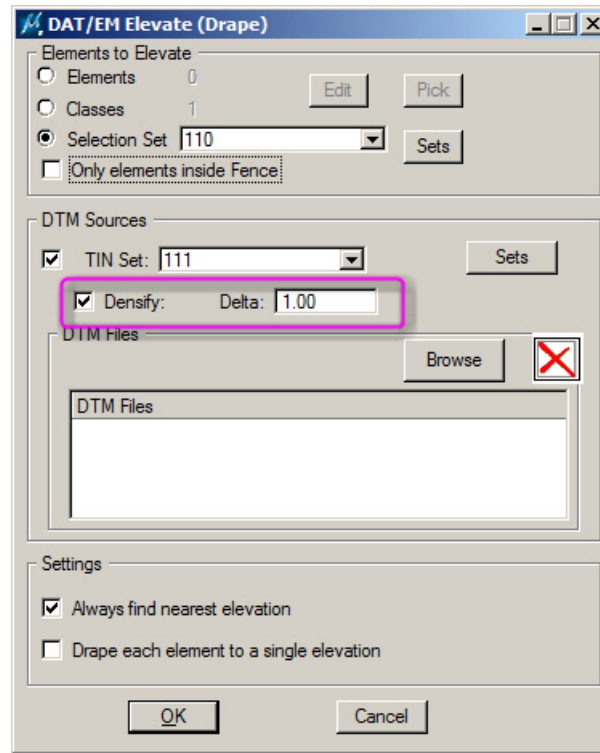 DAT/EM Elevate (Drape)
Elements to Elevate
Elements 0 Edit Pick
Classes 1
Selection Set 110 Sets
Only elements inside Fence
DTM Sources
TIN Set: 111 Sets
Densify: Delta: 1.00
DTM Files
Browse
DTM Files
Settings
Always find nearest elevation
Drape each element to a single elevation
OK Cancel